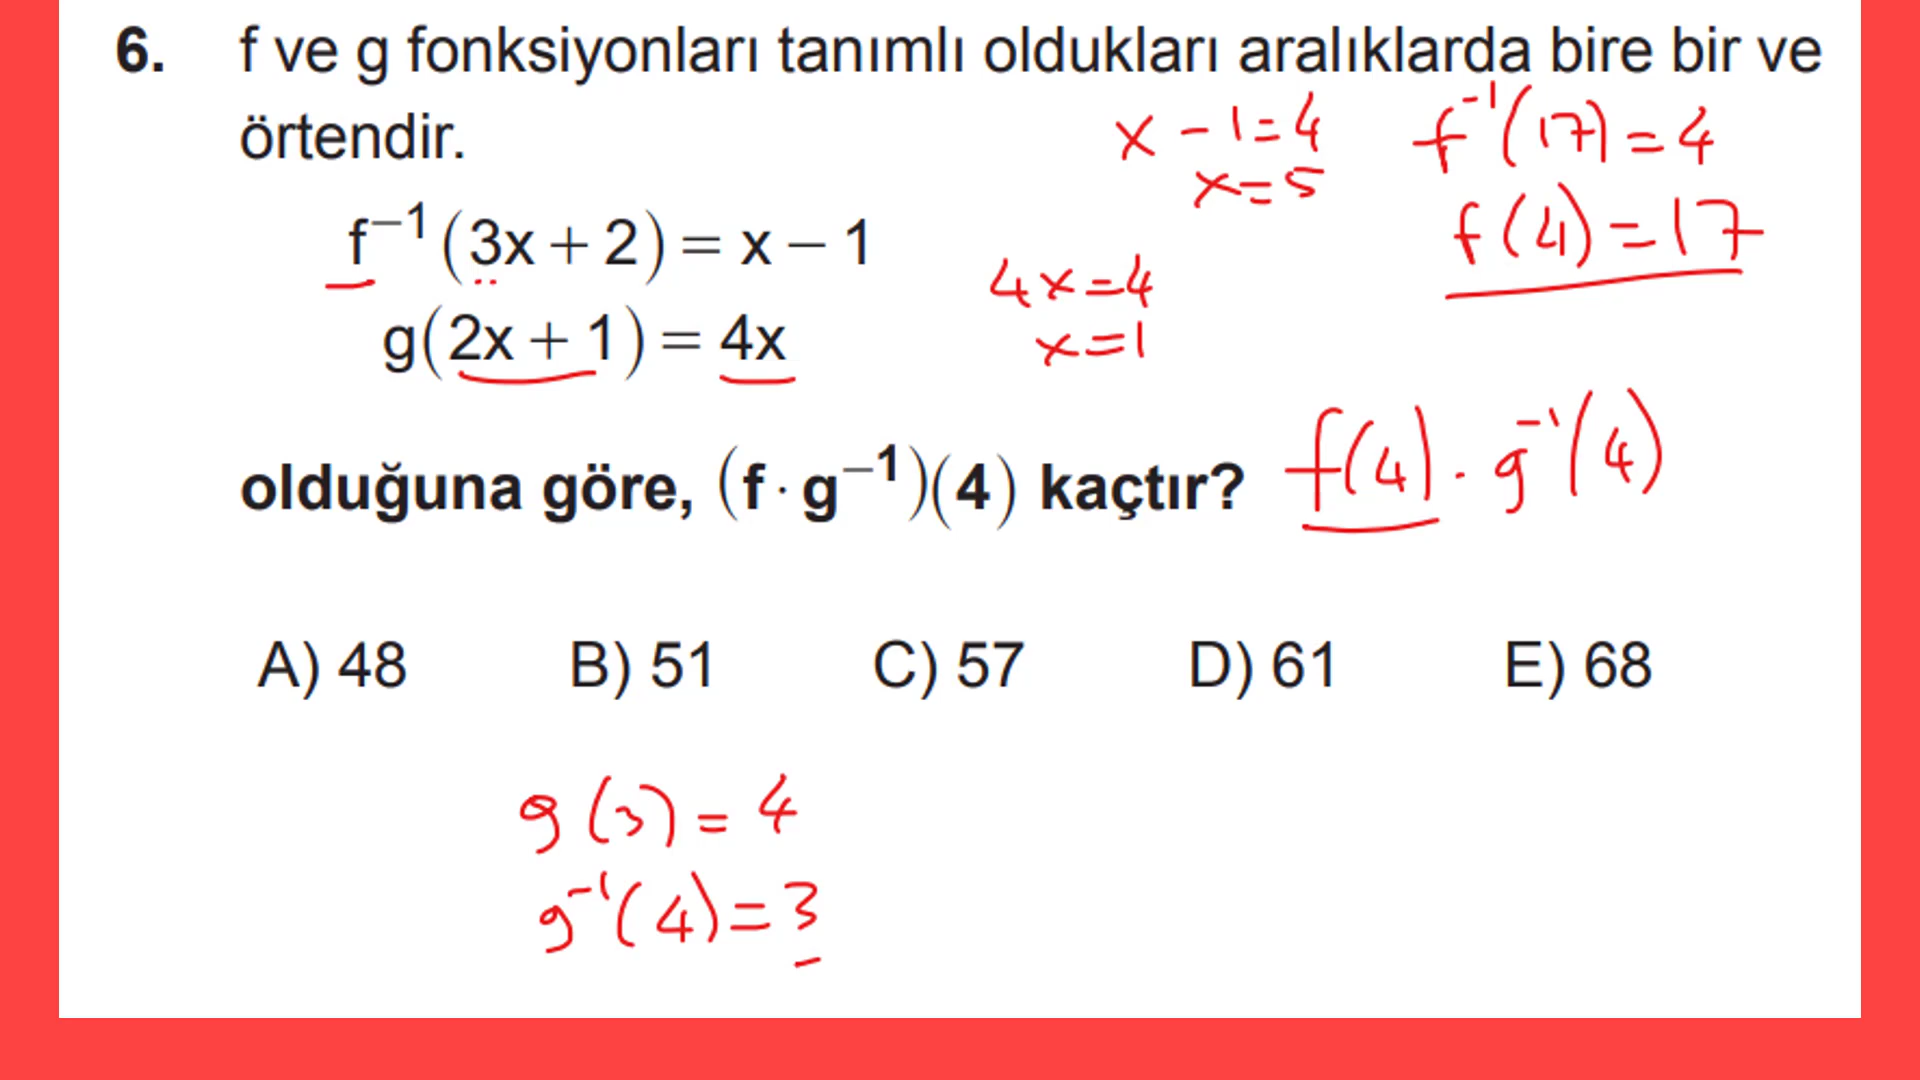 6. f ve g fonksiyonları tanımlı oldukları aralıklarda bire bir ve
örtendir.
x - 1 = 4
x = 5
f⁻¹(17) = 4
f(4) = 17
f⁻¹(3x + 2) = x − 1
g(2x + 1) = 4x
4x = 4
x = 1
olduğuna göre, (f · g⁻¹)(4) kaçtır?
f(4) · g⁻¹(4)
A) 48 B) 51 C) 57 D) 61 E) 68
g(3) = 4
g⁻¹(4) = 3